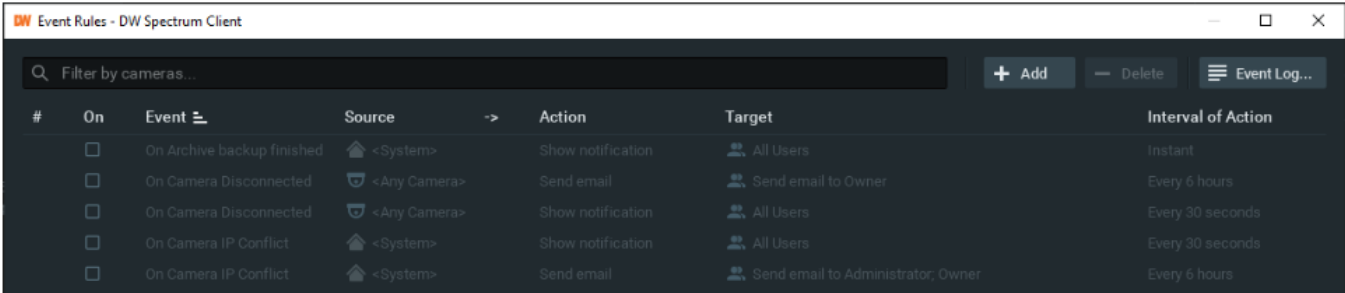 DW Event Rules - DW Spectrum Client
Filter by cameras... + Add — Delete Event Log...
# On Event Source -> Action Target Interval of Action
On Archive backup finished <System> Show notification All Users Instant
On Camera Disconnected <Any Camera> Send email Send email to Owner Every 6 hours
On Camera Disconnected <Any Camera> Show notification All Users Every 30 seconds
On Camera IP Conflict <System> Show notification All Users Every 30 seconds
On Camera IP Conflict <System> Send email Send email to Administrator; Owner Every 6 hours